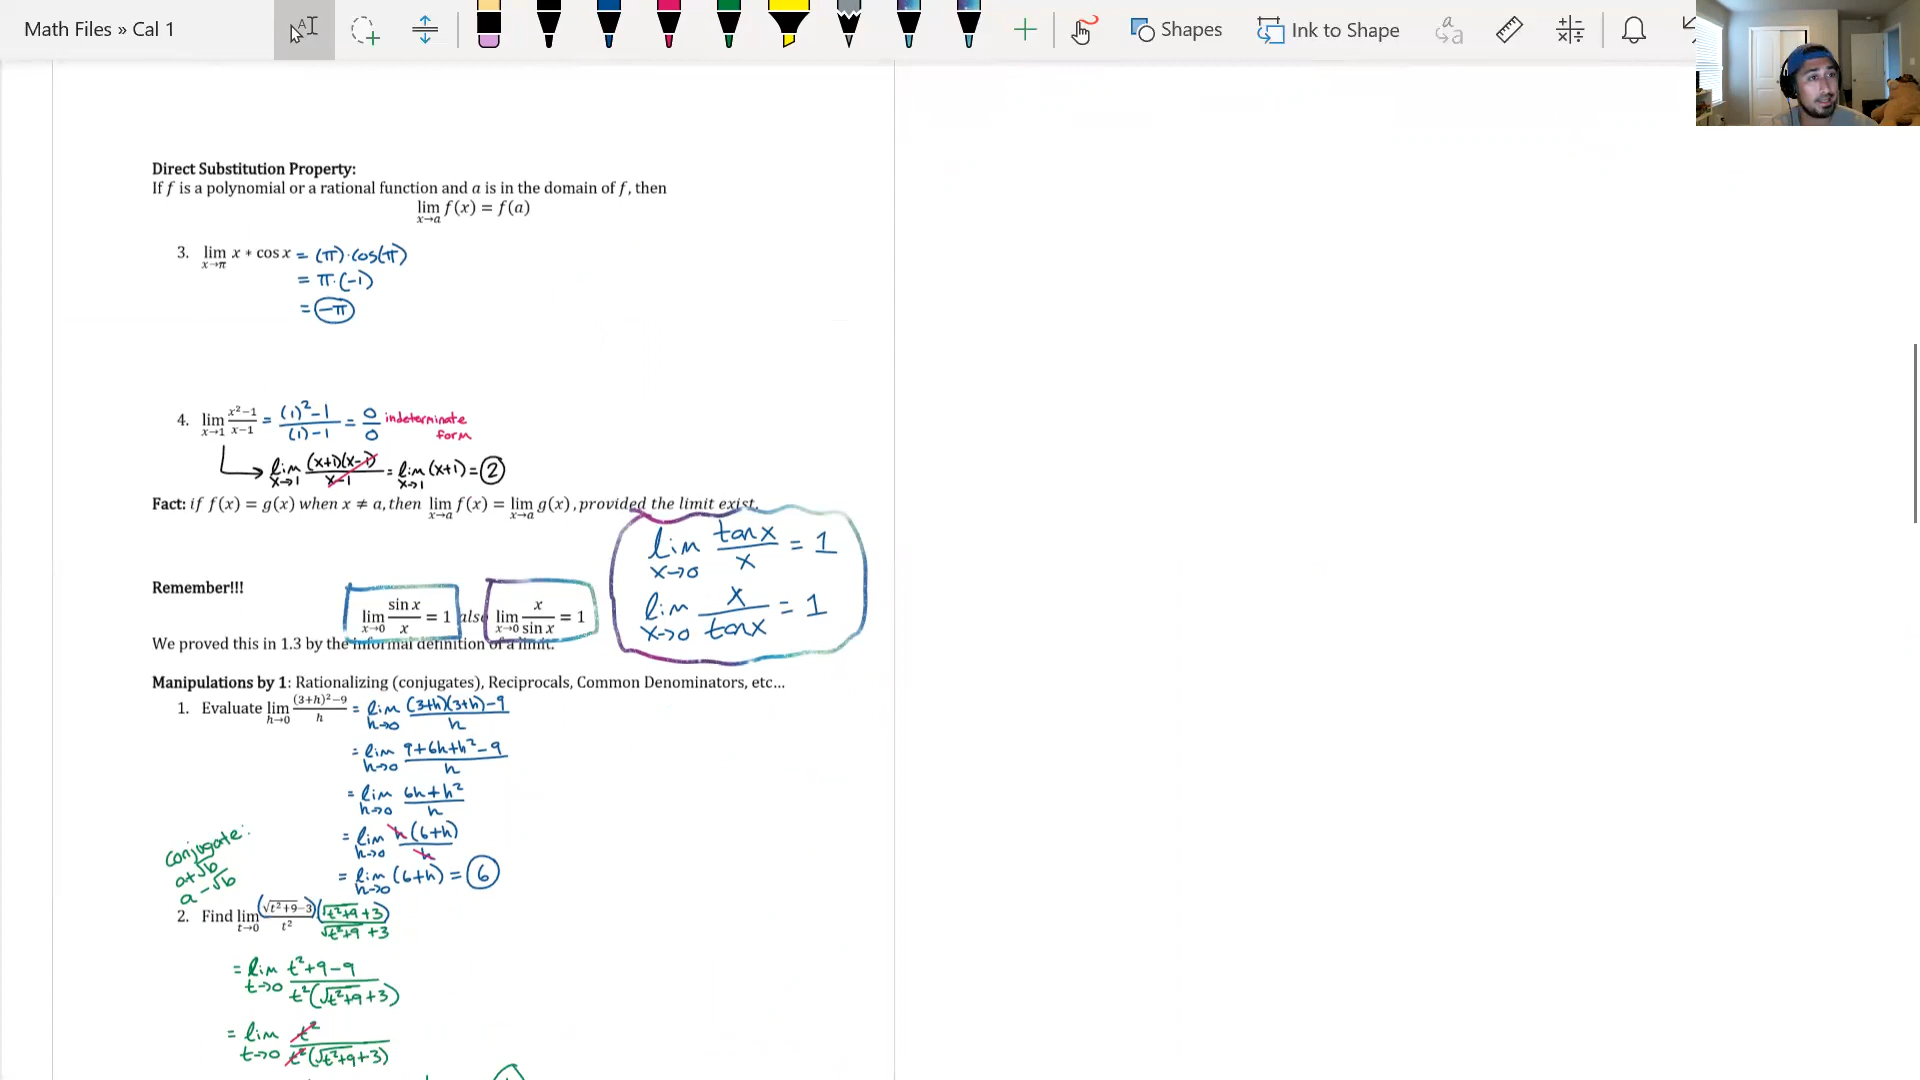 Math Files » Cal 1
Shapes
Ink to Shape
Direct Substitution Property:
If f is a polynomial or a rational function and a is in the domain of f, then
lim x→a f(x) = f(a)
3. lim x→π x * cos x = (π)·cos(π)
= π·(-1)
= -π
4. lim x→1 (x²−1)/(x−1) = ((1)²-1)/((1)-1) = 0/0 indeterminate form
lim x→1 ((x+1)(x-1))/(x-1) = lim x→1 (x+1) = 2
Fact: if f(x) = g(x) when x ≠ a, then lim x→a f(x) = lim x→a g(x), provided the limit exist.
lim x→0 tanx/x = 1
lim x→0 x/tanx = 1
Remember!!!
lim x→0 sin x/x = 1 also lim x→0 x/sin x = 1
We proved this in 1.3 by the informal definition of a limit.
Manipulations by 1: Rationalizing (conjugates), Reciprocals, Common Denominators, etc…
1. Evaluate lim h→0 ((3+h)²−9)/h = lim h→0 ((3+h)(3+h)-9)/h
= lim h→0 (9+6h+h²-9)/h
= lim h→0 (6h+h²)/h
= lim h→0 h(6+h)/h
= lim h→0 (6+h) = 6
Conjugate:
a+√b
a-√b
2. Find lim t→0 (√(t²+9)−3)/t² (√(t²+9)+3)/(√(t²+9)+3)
= lim t→0 (t²+9-9)/(t²(√(t²+9)+3))
= lim t→0 t²/(t²(√(t²+9)+3))